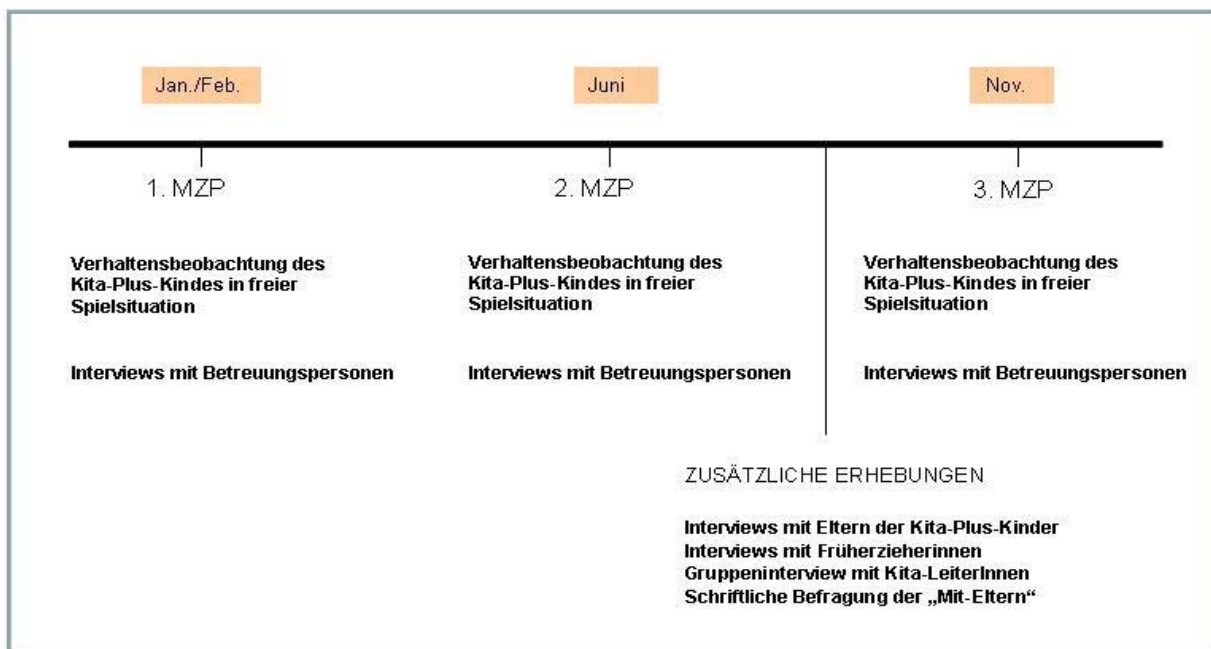 Jan./Feb.
Juni
Nov.
1. MZP
2. MZP
3. MZP
Verhaltensbeobachtung des
Kita-Plus-Kindes in freier
Spielsituation
Interviews mit Betreuungspersonen
Verhaltensbeobachtung des
Kita-Plus-Kindes in freier
Spielsituation
Interviews mit Betreuungspersonen
Verhaltensbeobachtung des
Kita-Plus-Kindes in freier
Spielsituation
Interviews mit Betreuungspersonen
ZUSÄTZLICHE ERHEBUNGEN
Interviews mit Eltern der Kita-Plus-Kinder
Interviews mit Früherzieherinnen
Gruppeninterview mit Kita-LeiterInnen
Schriftliche Befragung der „Mit-Eltern“